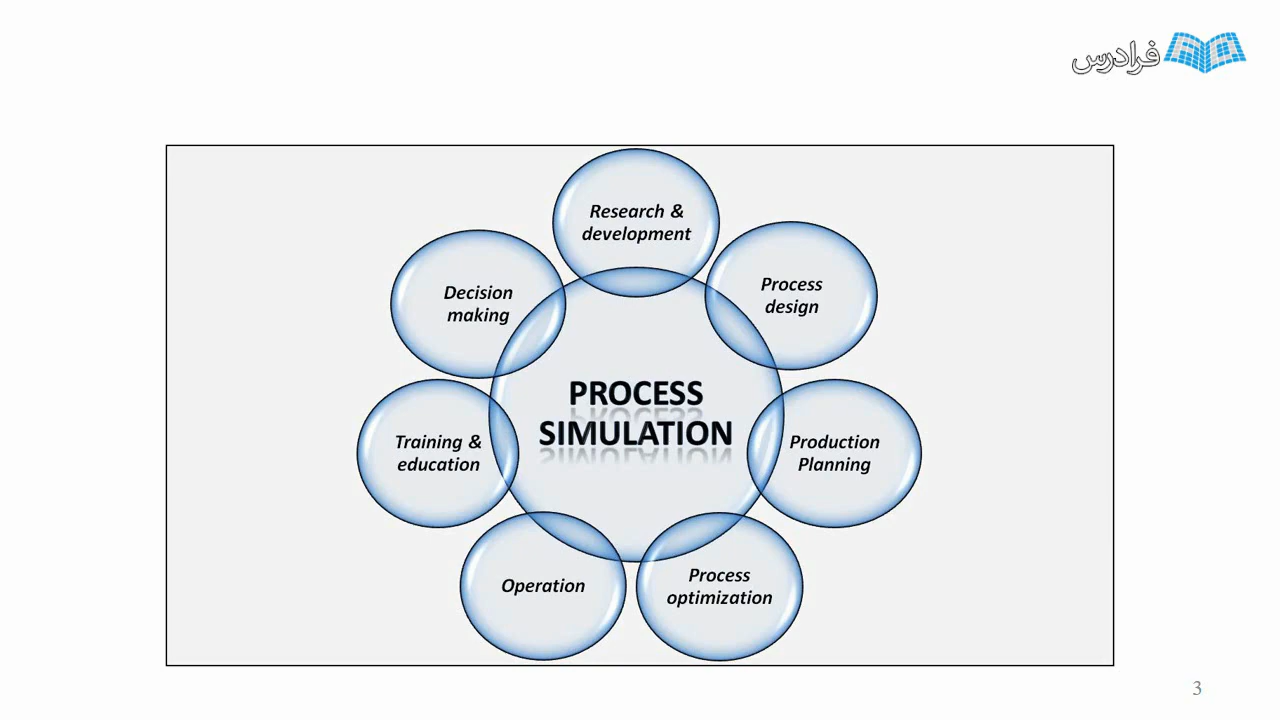 فرادرس
Research &
development
Process
design
Decision
making
PROCESS
SIMULATION
Training &
education
Production
Planning
Operation
Process
optimization
3